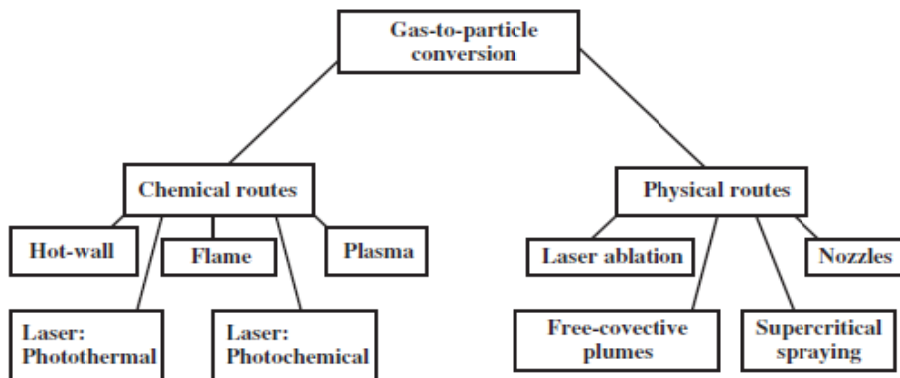 Gas-to-particle
conversion
Chemical routes
Physical routes
Hot-wall
Flame
Plasma
Laser ablation
Nozzles
Laser:
Photothermal
Laser:
Photochemical
Free-covective
plumes
Supercritical
spraying